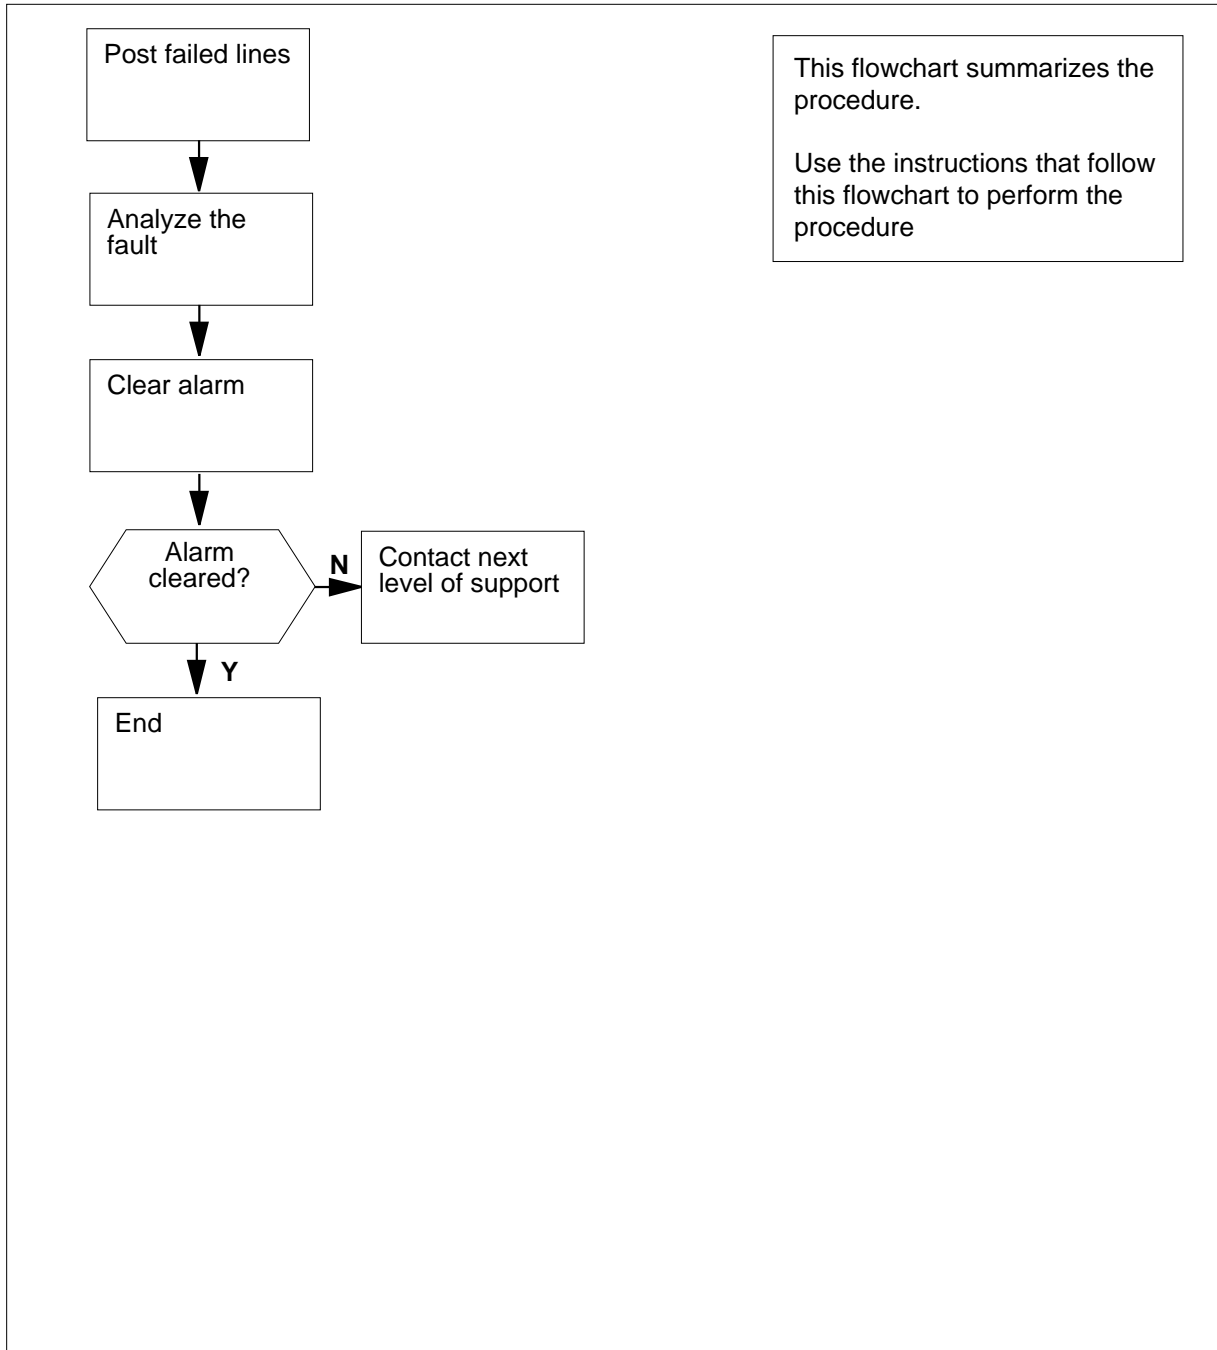 Post failed lines
This flowchart summarizes the
procedure.
Use the instructions that follow
this flowchart to perform the
procedure
Analyze the
fault
Clear alarm
Alarm
cleared?
N
Contact next
level of support
Y
End